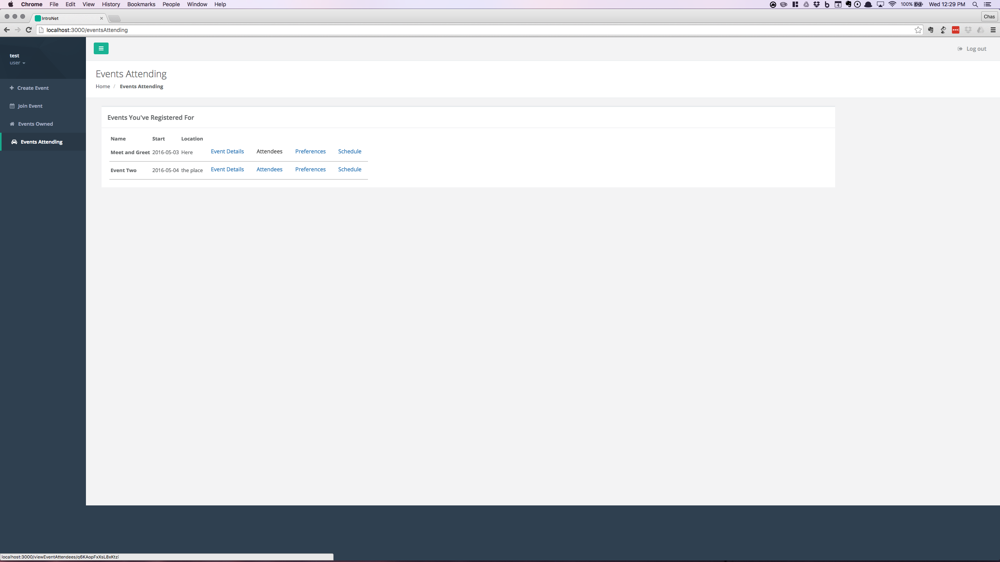 Chrome File Edit View History Bookmarks People Window Help 4 100% Wed 12:29 PM
IntroNet Chas
localhost:3000/eventsAttending
test
user
Log out
Events Attending
Home / Events Attending
Create Event
Join Event
Events Owned
Events Attending
Events You've Registered For
Name Start Location
Meet and Greet 2016-05-03 Here Event Details Attendees Preferences Schedule
Event Two 2016-05-04 the place Event Details Attendees Preferences Schedule
localhost:3000/viewEventAttendees/q6KAopFxXsL8xKtzi